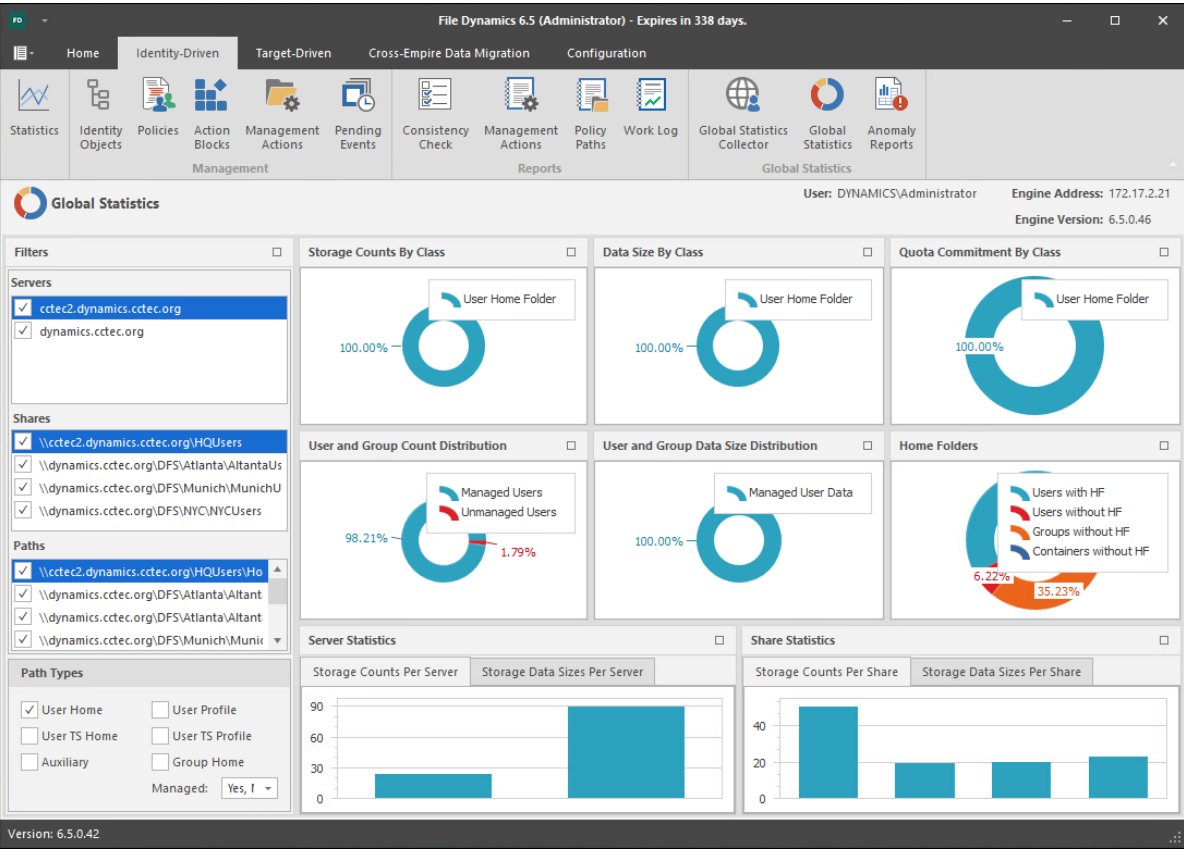 FD
File Dynamics 6.5 (Administrator) - Expires in 338 days.
Home Identity-Driven Target-Driven Cross-Empire Data Migration Configuration
Statistics
Identity Objects
Policies
Action Blocks
Management Actions
Pending Events
Management
Consistency Check
Management Actions
Policy Paths
Work Log
Reports
Global Statistics Collector
Global Statistics
Anomaly Reports
Global Statistics
Global Statistics
User: DYNAMICS\Administrator Engine Address: 172.17.2.21
Engine Version: 6.5.0.46
Filters
Servers
cctec2.dynamics.cctec.org
dynamics.cctec.org
Shares
\\cctec2.dynamics.cctec.org\HQUsers
\\dynamics.cctec.org\DFS\Atlanta\AltantaUs
\\dynamics.cctec.org\DFS\Munich\MunichU
\\dynamics.cctec.org\DFS\NYC\NYCUsers
Paths
\\cctec2.dynamics.cctec.org\HQUsers\Ho
\\dynamics.cctec.org\DFS\Atlanta\Altant
\\dynamics.cctec.org\DFS\Atlanta\Altant
\\dynamics.cctec.org\DFS\Munich\Munic
Path Types
User Home User Profile
User TS Home User TS Profile
Auxiliary Group Home
Managed: Yes,
Storage Counts By Class
User Home Folder
100.00%
Data Size By Class
User Home Folder
100.00%
Quota Commitment By Class
User Home Folder
100.00%
User and Group Count Distribution
Managed Users
Unmanaged Users
98.21%
1.79%
User and Group Data Size Distribution
Managed User Data
100.00%
Home Folders
Users with HF
Users without HF
Groups without HF
Containers without HF
6.22%
35.23%
Server Statistics
Storage Counts Per Server Storage Data Sizes Per Server
90
60
30
0
Share Statistics
Storage Counts Per Share Storage Data Sizes Per Share
40
20
0
Version: 6.5.0.42